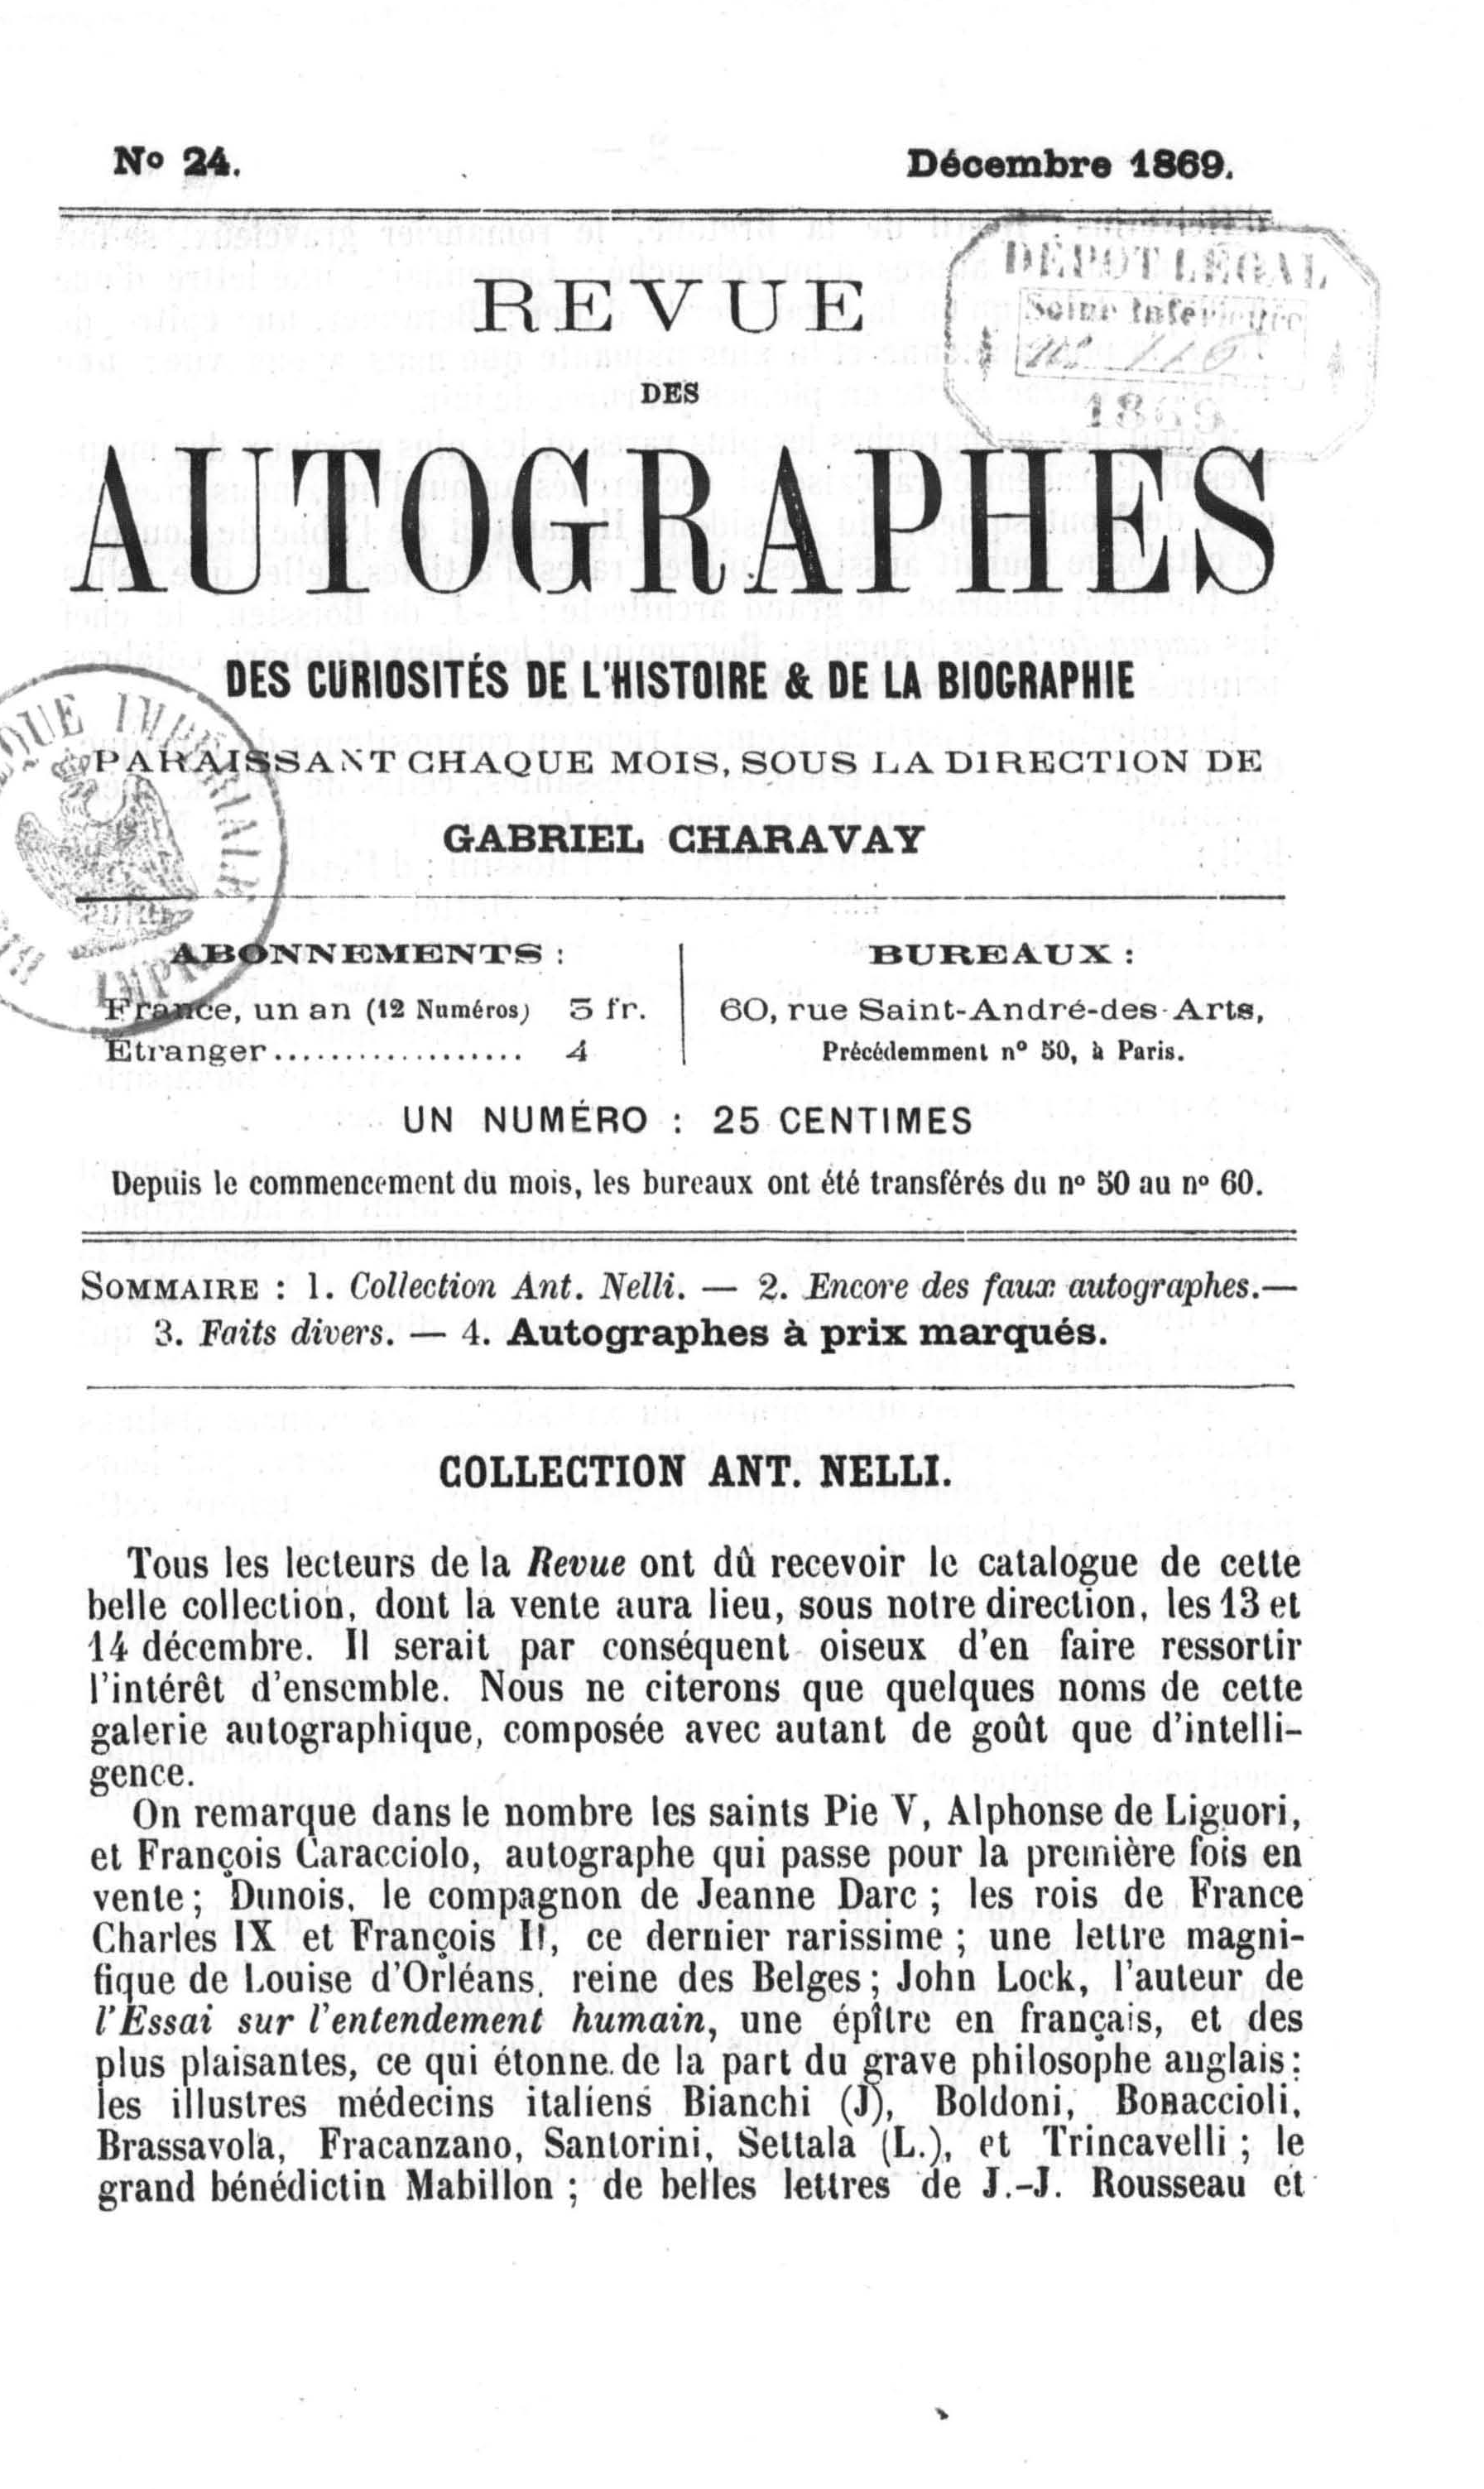 No 24.
Décembre 1869.
DÉPOT LÉGAL
Seine Inférieure
1869.
REVUE
DES
AUTOGRAPHES
DES CURIOSITÉS DE L'HISTOIRE & DE LA BIOGRAPHIE
PARAISSANT CHAQUE MOIS, SOUS LA DIRECTION DE
GABRIEL CHARAVAY
ABONNEMENTS :
France, un an (12 Numéros) 3 fr.
Etranger.................. 4
BUREAUX :
60, rue Saint-André-des-Arts,
Précédemment nº 50, à Paris.
UN NUMÉRO : 25 CENTIMES
Depuis le commencement du mois, les bureaux ont été transférés du nº 50 au nº 60.
SOMMAIRE : 1. Collection Ant. Nelli. — 2. Encore des faux autographes.—
3. Faits divers. — 4. Autographes à prix marqués.
COLLECTION ANT. NELLI.
Tous les lecteurs de la Revue ont dû recevoir le catalogue de cette
belle collection, dont la vente aura lieu, sous notre direction, les 13 et
14 décembre. Il serait par conséquent oiseux d'en faire ressortir
l'intérêt d'ensemble. Nous ne citerons que quelques noms de cette
galerie autographique, composée avec autant de goût que d'intelli-
gence.
On remarque dans le nombre les saints Pie V, Alphonse de Liguori,
et François Caracciolo, autographe qui passe pour la première fois en
vente ; Dunois, le compagnon de Jeanne Darc ; les rois de France
Charles IX et François II, ce dernier rarissime ; une lettre magni-
fique de Louise d'Orléans, reine des Belges ; John Lock, l'auteur de
l'Essai sur l'entendement humain, une épître en français, et des
plus plaisantes, ce qui étonne de la part du grave philosophe anglais ;
les illustres médecins italiens Bianchi (J), Boldoni, Bonaccioli,
Brassavola, Fracanzano, Santorini, Settala (L.), et Trincavelli ; le
grand bénédictin Mabillon ; de belles lettres de J.-J. Rousseau et